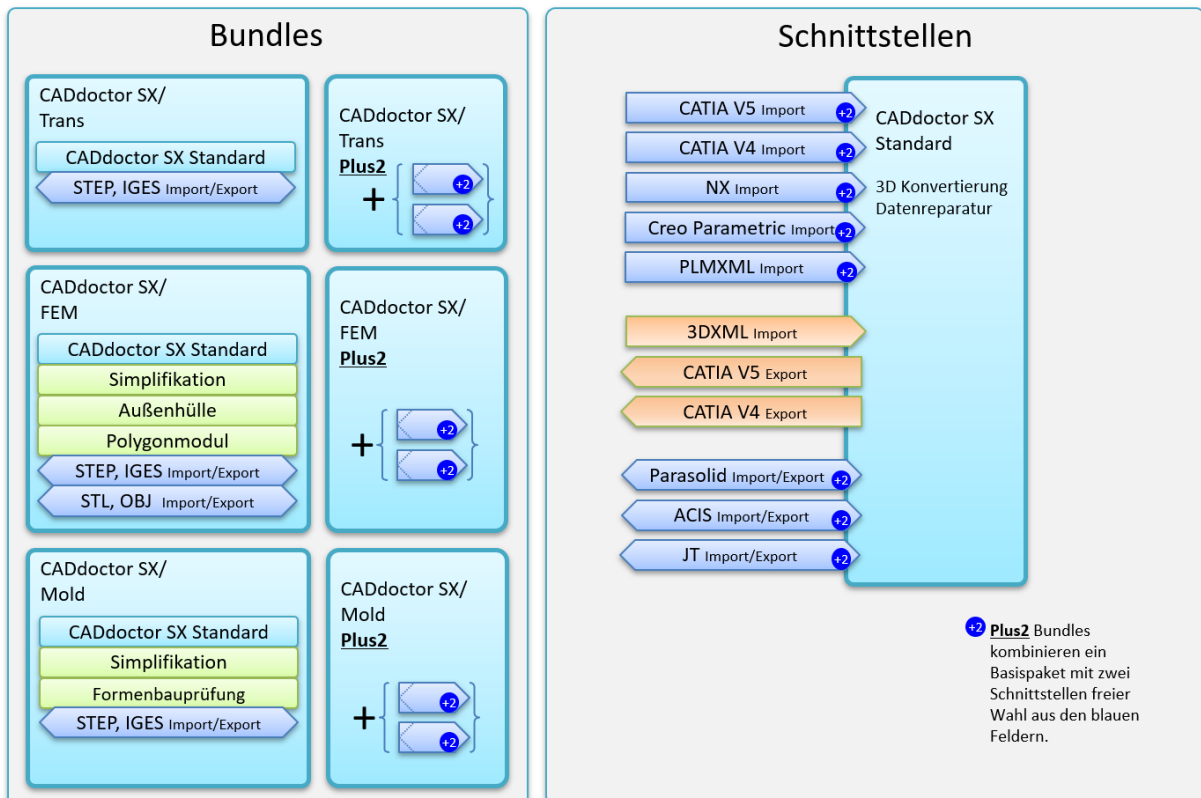 Bundles
CADdoctor SX/
Trans
CADdoctor SX Standard
STEP, IGES Import/Export
CADdoctor SX/
Trans
Plus2
+
+2
+2
CADdoctor SX/
FEM
CADdoctor SX Standard
Simplifikation
Außenhülle
Polygonmodul
STEP, IGES Import/Export
STL, OBJ Import/Export
CADdoctor SX/
FEM
Plus2
+
+2
+2
CADdoctor SX/
Mold
CADdoctor SX Standard
Simplifikation
Formenbauprüfung
STEP, IGES Import/Export
CADdoctor SX/
Mold
Plus2
+
+2
+2
Schnittstellen
CATIA V5 Import +2
CATIA V4 Import +2
NX Import +2
Creo Parametric Import +2
PLMXML Import +2
3DXML Import
CATIA V5 Export
CATIA V4 Export
Parasolid Import/Export +2
ACIS Import/Export +2
JT Import/Export +2
CADdoctor SX
Standard
3D Konvertierung
Datenreparatur
+2 Plus2 Bundles
kombinieren ein
Basispaket mit zwei
Schnittstellen freier
Wahl aus den blauen
Feldern.